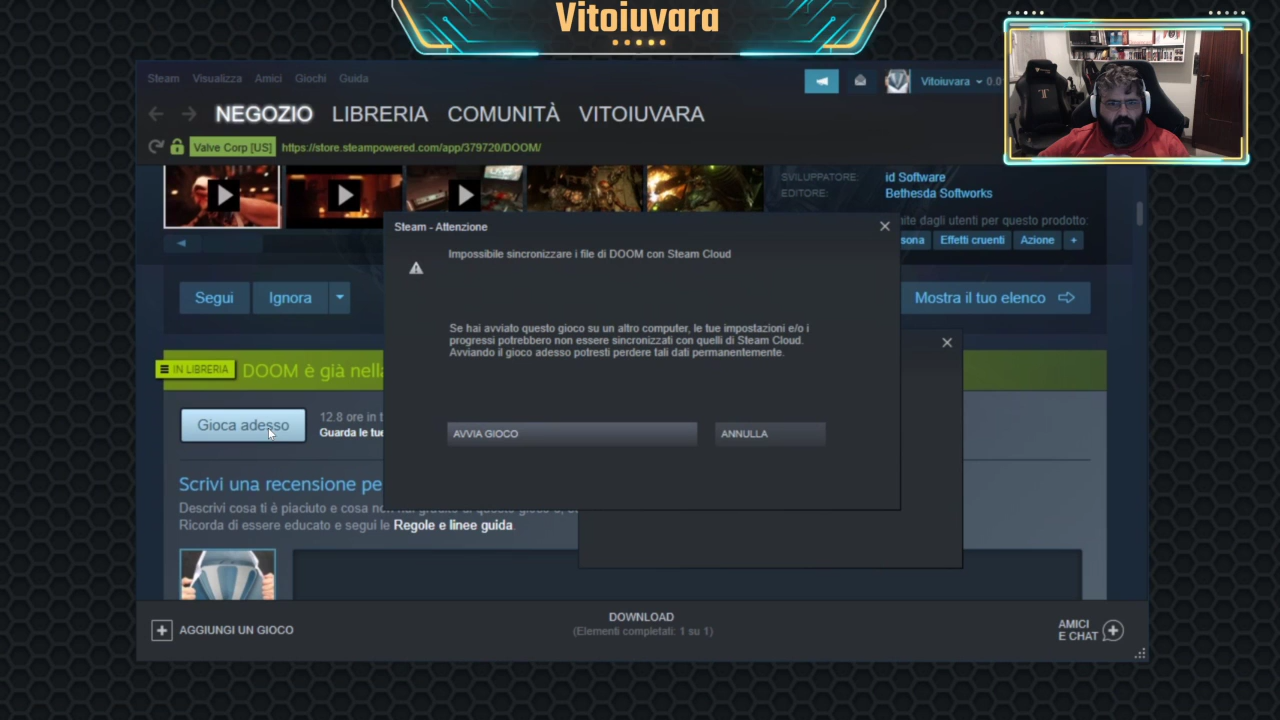 Vitoiuvara
Steam Visualizza Amici Giochi Guida
Vitoiuvara
NEGOZIO LIBRERIA COMUNITÀ VITOIUVARA
Valve Corp [US] https://store.steampowered.com/app/379720/DOOM/
SVILUPPATORE: id Software
EDITORE: Bethesda Softworks
dagli utenti per questo prodotto:
Effetti cruenti Azione +
Steam - Attenzione
Impossibile sincronizzare i file di DOOM con Steam Cloud
Segui Ignora
Mostra il tuo elenco
Se hai avviato questo gioco su un altro computer, le tue impostazioni e/o i
progressi potrebbero non essere sincronizzati con quelli di Steam Cloud.
Avviando il gioco adesso potresti perdere tali dati permanentemente.
IN LIBRERIA DOOM è già nella
Gioca adesso
12.8 ore in
Guarda le tue
AVVIA GIOCO ANNULLA
Scrivi una recensione
Descrivi cosa ti è piaciuto e cosa
Ricorda di essere educato e segui le Regole e linee guida.
AGGIUNGI UN GIOCO
DOWNLOAD
(Elementi completati: 1 su 1)
AMICI
E CHAT